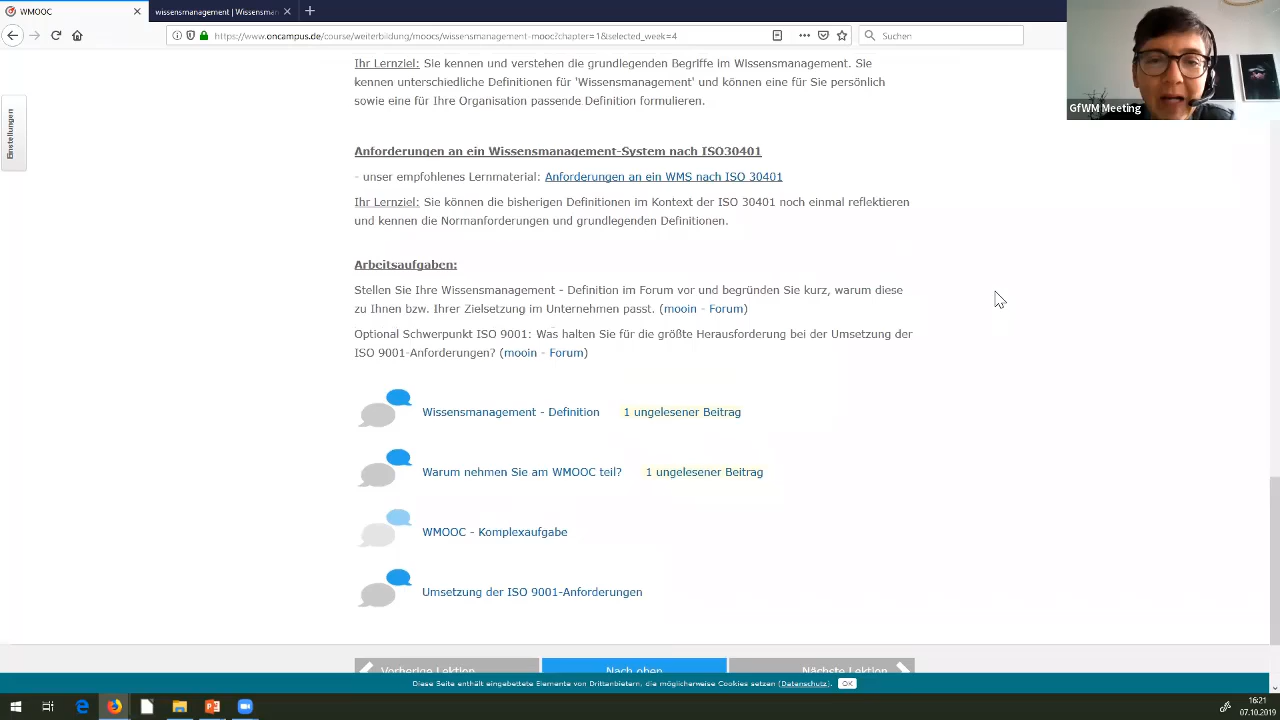 WMOOC
wissensmanagement | Wissensman
https://www.oncampus.de/course/weiterbildung/moocs/wissensmanagement-mooc?chapter=1&selected_week=4
Suchen
GfWM Meeting
Einstellungen
Ihr Lernziel: Sie kennen und verstehen die grundlegenden Begriffe im Wissensmanagement. Sie
kennen unterschiedliche Definitionen für 'Wissensmanagement' und können eine für Sie persönlich
sowie eine für Ihre Organisation passende Definition formulieren.
Anforderungen an ein Wissensmanagement-System nach ISO30401
- unser empfohlenes Lernmaterial: Anforderungen an ein WMS nach ISO 30401
Ihr Lernziel: Sie können die bisherigen Definitionen im Kontext der ISO 30401 noch einmal reflektieren
und kennen die Normanforderungen und grundlegenden Definitionen.
Arbeitsaufgaben:
Stellen Sie Ihre Wissensmanagement - Definition im Forum vor und begründen Sie kurz, warum diese
zu Ihnen bzw. Ihrer Zielsetzung im Unternehmen passt. (mooin - Forum)
Optional Schwerpunkt ISO 9001: Was halten Sie für die größte Herausforderung bei der Umsetzung der
ISO 9001-Anforderungen? (mooin - Forum)
Wissensmanagement - Definition 1 ungelesener Beitrag
Warum nehmen Sie am WMOOC teil? 1 ungelesener Beitrag
WMOOC - Komplexaufgabe
Umsetzung der ISO 9001-Anforderungen
Vorherige Lektion Nach oben Nächste Lektion
Diese Seite enthält eingebettete Elemente von Drittanbietern, die möglicherweise Cookies setzen (Datenschutz). OK
16:21
07.10.2019